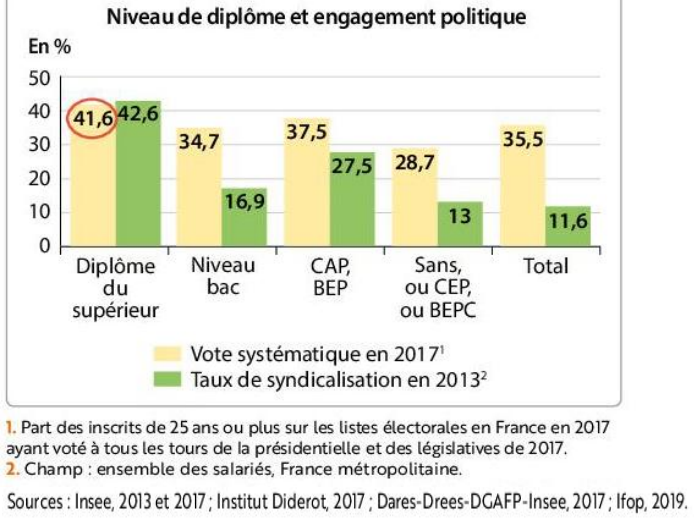 Niveau de diplôme et engagement politique
En %
50
40
30
20
10
0
41,6
42,6
34,7
16,9
37,5
27,5
28,7
13
35,5
11,6
Diplôme
du
supérieur
Niveau
bac
CAP,
BEP
Sans,
ou CEP,
ou BEPC
Total
Vote systématique en 2017¹
Taux de syndicalisation en 2013²
1. Part des inscrits de 25 ans ou plus sur les listes électorales en France en 2017
ayant voté à tous les tours de la présidentielle et des législatives de 2017.
2. Champ : ensemble des salariés, France métropolitaine.
Sources : Insee, 2013 et 2017 ; Institut Diderot, 2017 ; Dares-Drees-DGAFP-Insee, 2017 ; Ifop, 2019.